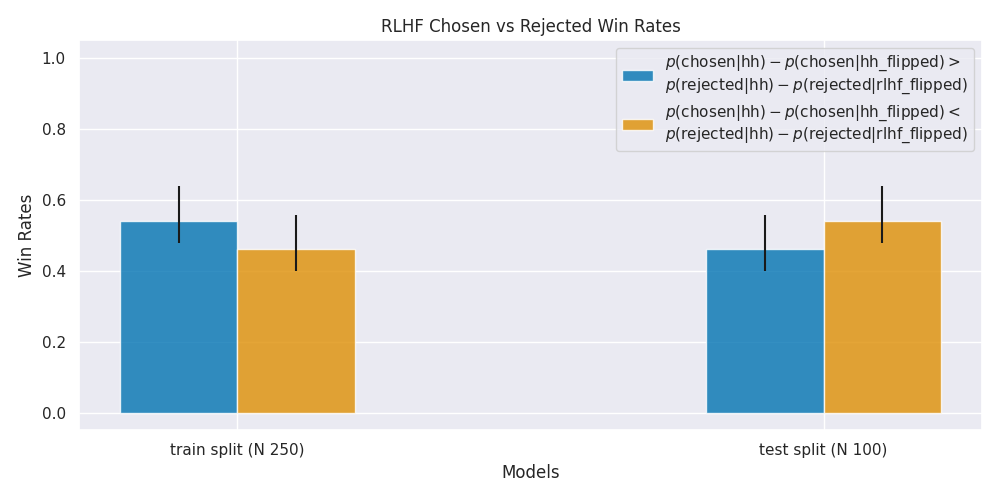 RLHF Chosen vs Rejected Win Rates
1.0
0.8
0.6
0.4
0.2
0.0
Win Rates
p(chosen|hh) − p(chosen|hh_flipped) >
p(rejected|hh) − p(rejected|rlhf_flipped)
p(chosen|hh) − p(chosen|hh_flipped) <
p(rejected|hh) − p(rejected|rlhf_flipped)
train split (N 250)
test split (N 100)
Models